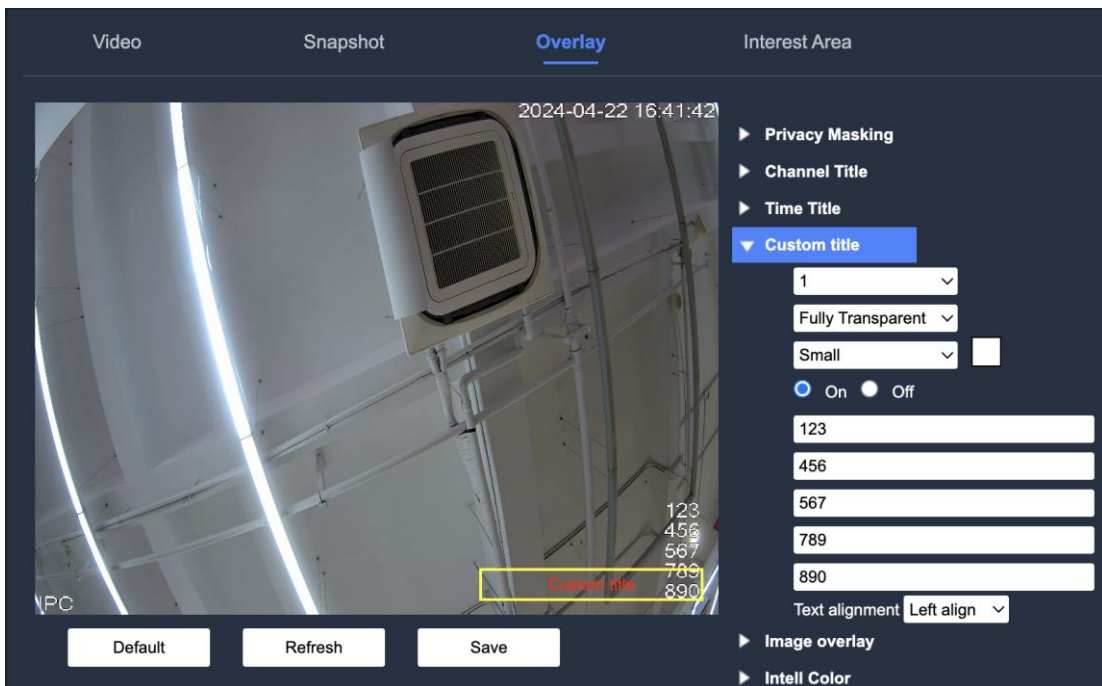 Video Snapshot Overlay Interest Area
2024-04-22 16:41:42
123
456
567
789
Custom title
890
IPC
Default Refresh Save
Privacy Masking
Channel Title
Time Title
Custom title
1
Fully Transparent
Small
On Off
123
456
567
789
890
Text alignment Left align
Image overlay
Intell Color